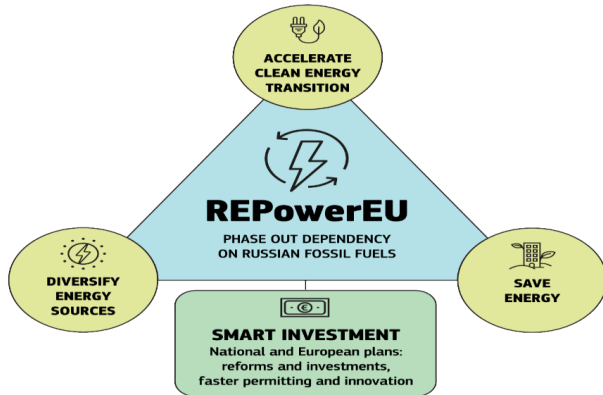 ACCELERATE
CLEAN ENERGY
TRANSITION
REPowerEU
PHASE OUT DEPENDENCY
ON RUSSIAN FOSSIL FUELS
DIVERSIFY
ENERGY
SOURCES
SAVE
ENERGY
€
SMART INVESTMENT
National and European plans:
reforms and investments,
faster permitting and innovation